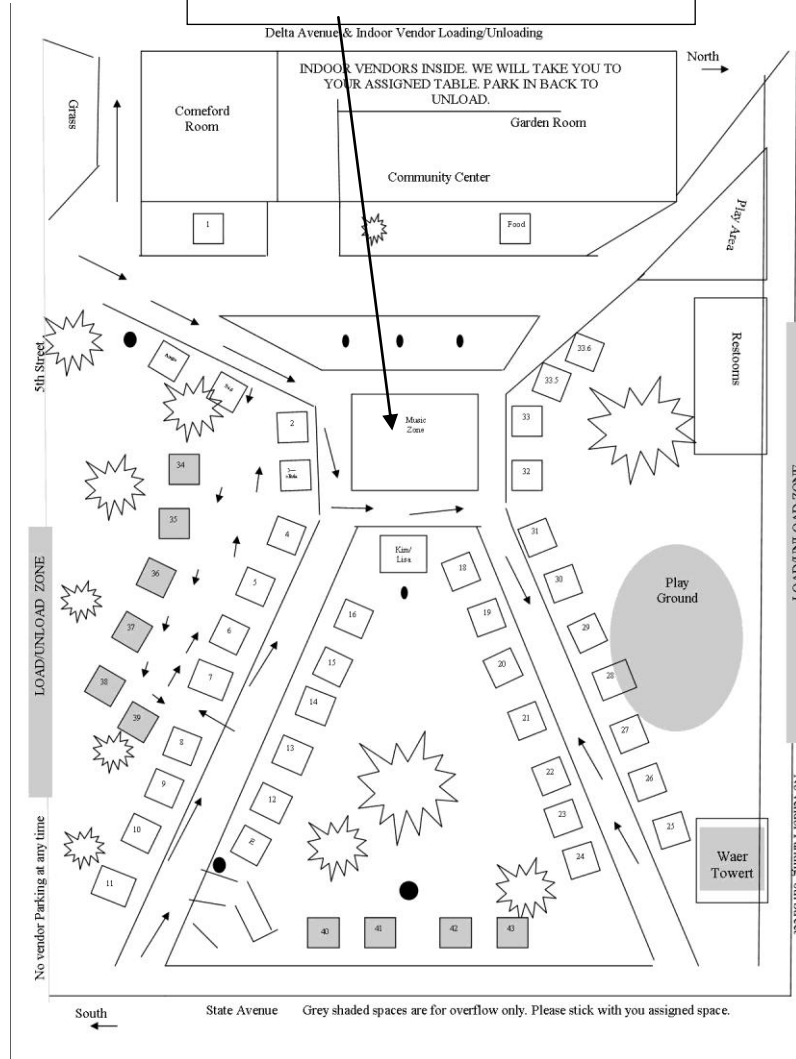 Delta Avenue & Indoor Vendor Loading/Unloading
North
INDOOR VENDORS INSIDE. WE WILL TAKE YOU TO
YOUR ASSIGNED TABLE. PARK IN BACK TO
UNLOAD.
Grass
Comeford
Room
Garden Room
Community Center
Play Area
1
Food
5th Street
Restooms
33.6
33.5
2
Music
Zone
33
32
34
35
4
31
Kim/
Lisa
36
5
18
30
Play
Ground
LOAD/UNLOAD ZONE
LOAD/UNLOAD ZONE
37
6
16
19
29
38
7
15
20
28
39
8
14
21
27
9
13
22
26
10
12
23
25
11
24
Waer
Towert
No vendor Parking at any time
40
41
42
43
South
State Avenue
Grey shaded spaces are for overflow only. Please stick with you assigned space.